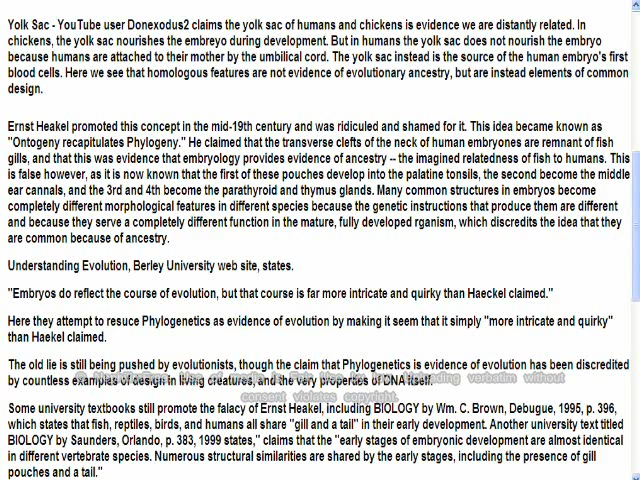 Yolk Sac - YouTube user Donexodus2 claims the yolk sac of humans and chickens is evidence we are distantly related. In
chickens, the yolk sac nourishes the embreyo during development. But in humans the yolk sac does not nourish the embryo
because humans are attached to their mother by the umbilical cord. The yolk sac instead is the source of the human embryo's first
blood cells. Here we see that homologous features are not evidence of evolutionary ancestry, but are instead elements of common
design.
Ernst Heakel promoted this concept in the mid-19th century and was ridiculed and shamed for it. This idea became known as
"Ontogeny recapitulates Phylogeny." He claimed that the transverse clefts of the neck of human embryones are remnant of fish
gills, and that this was evidence that embryology provides evidence of ancestry -- the imagined relatedness of fish to humans. This
is false however, as it is now known that the first of these pouches develop into the palatine tonsils, the second become the middle
ear cannals, and the 3rd and 4th become the parathyroid and thymus glands. Many common structures in embryos become
completely different morphological features in different species because the genetic instructions that produce them are different
and because they serve a completely different function in the mature, fully developed rganism, which discredits the idea that they
are common because of ancestry.
Understanding Evolution, Berley University web site, states.
"Embryos do reflect the course of evolution, but that course is far more intricate and quirky than Haeckel claimed."
Here they attempt to resuce Phylogenetics as evidence of evolution by making it seem that it simply "more intricate and quirky"
than Haekel claimed.
The old lie is still being pushed by evolutionists, though the claim that Phylogenetics is evidence of evolution has been discredited
by countless examples of design in living creatures, and the very properties of DNA itself.
Use of media is Fair Use by law. Uploading verbatim without
consent violates copyright.
Some university textbooks still promote the falacy of Ernst Heakel, including BIOLOGY by Wm. C. Brown, Debugue, 1995, p. 396,
which states that fish, reptiles, birds, and humans all share "gill and a tail" in their early development. Another university text titled
BIOLOGY by Saunders, Orlando, p. 383, 1999 states," claims that the "early stages of embryonic development are almost identical
in different vertebrate species. Numerous structural similarities are shared by the early stages, including the presence of gill
pouches and a tail."